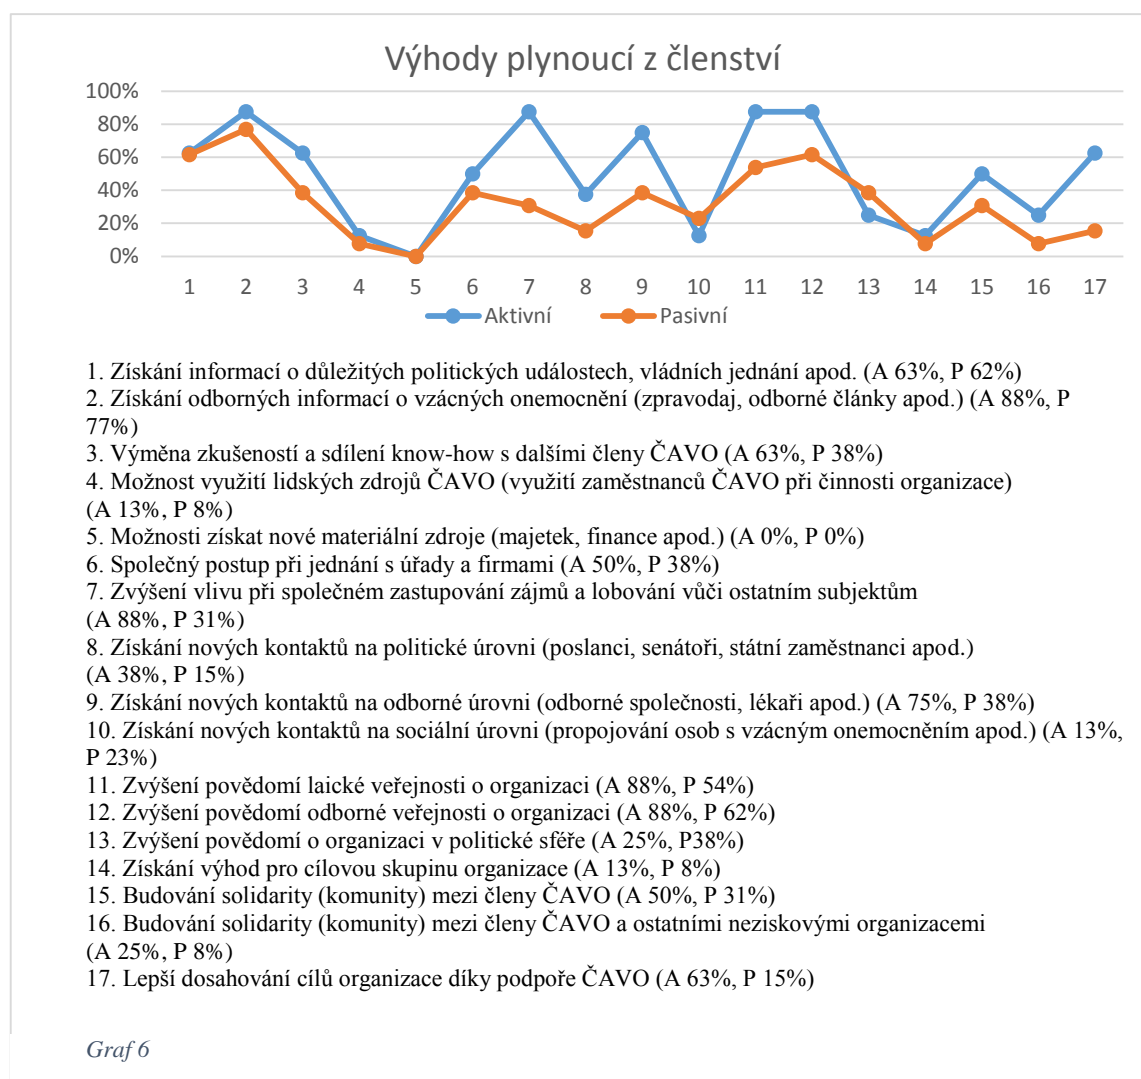 Výhody plynoucí z členství
100%
80%
60%
40%
20%
0%
1 2 3 4 5 6 7 8 9 10 11 12 13 14 15 16 17
Aktivní Pasivní
1. Získání informací o důležitých politických událostech, vládních jednání apod. (A 63%, P 62%)
2. Získání odborných informací o vzácných onemocnění (zpravodaj, odborné články apod.) (A 88%, P
77%)
3. Výměna zkušeností a sdílení know-how s dalšími členy ČAVO (A 63%, P 38%)
4. Možnost využití lidských zdrojů ČAVO (využití zaměstnanců ČAVO při činnosti organizace)
(A 13%, P 8%)
5. Možnosti získat nové materiální zdroje (majetek, finance apod.) (A 0%, P 0%)
6. Společný postup při jednání s úřady a firmami (A 50%, P 38%)
7. Zvýšení vlivu při společném zastupování zájmů a lobování vůči ostatním subjektům
(A 88%, P 31%)
8. Získání nových kontaktů na politické úrovni (poslanci, senátoři, státní zaměstnanci apod.)
(A 38%, P 15%)
9. Získání nových kontaktů na odborné úrovni (odborné společnosti, lékaři apod.) (A 75%, P 38%)
10. Získání nových kontaktů na sociální úrovni (propojování osob s vzácným onemocněním apod.) (A 13%,
P 23%)
11. Zvýšení povědomí laické veřejnosti o organizaci (A 88%, P 54%)
12. Zvýšení povědomí odborné veřejnosti o organizaci (A 88%, P 62%)
13. Zvýšení povědomí o organizaci v politické sféře (A 25%, P38%)
14. Získání výhod pro cílovou skupinu organizace (A 13%, P 8%)
15. Budování solidarity (komunity) mezi členy ČAVO (A 50%, P 31%)
16. Budování solidarity (komunity) mezi členy ČAVO a ostatními neziskovými organizacemi
(A 25%, P 8%)
17. Lepší dosahování cílů organizace díky podpoře ČAVO (A 63%, P 15%)
Graf 6